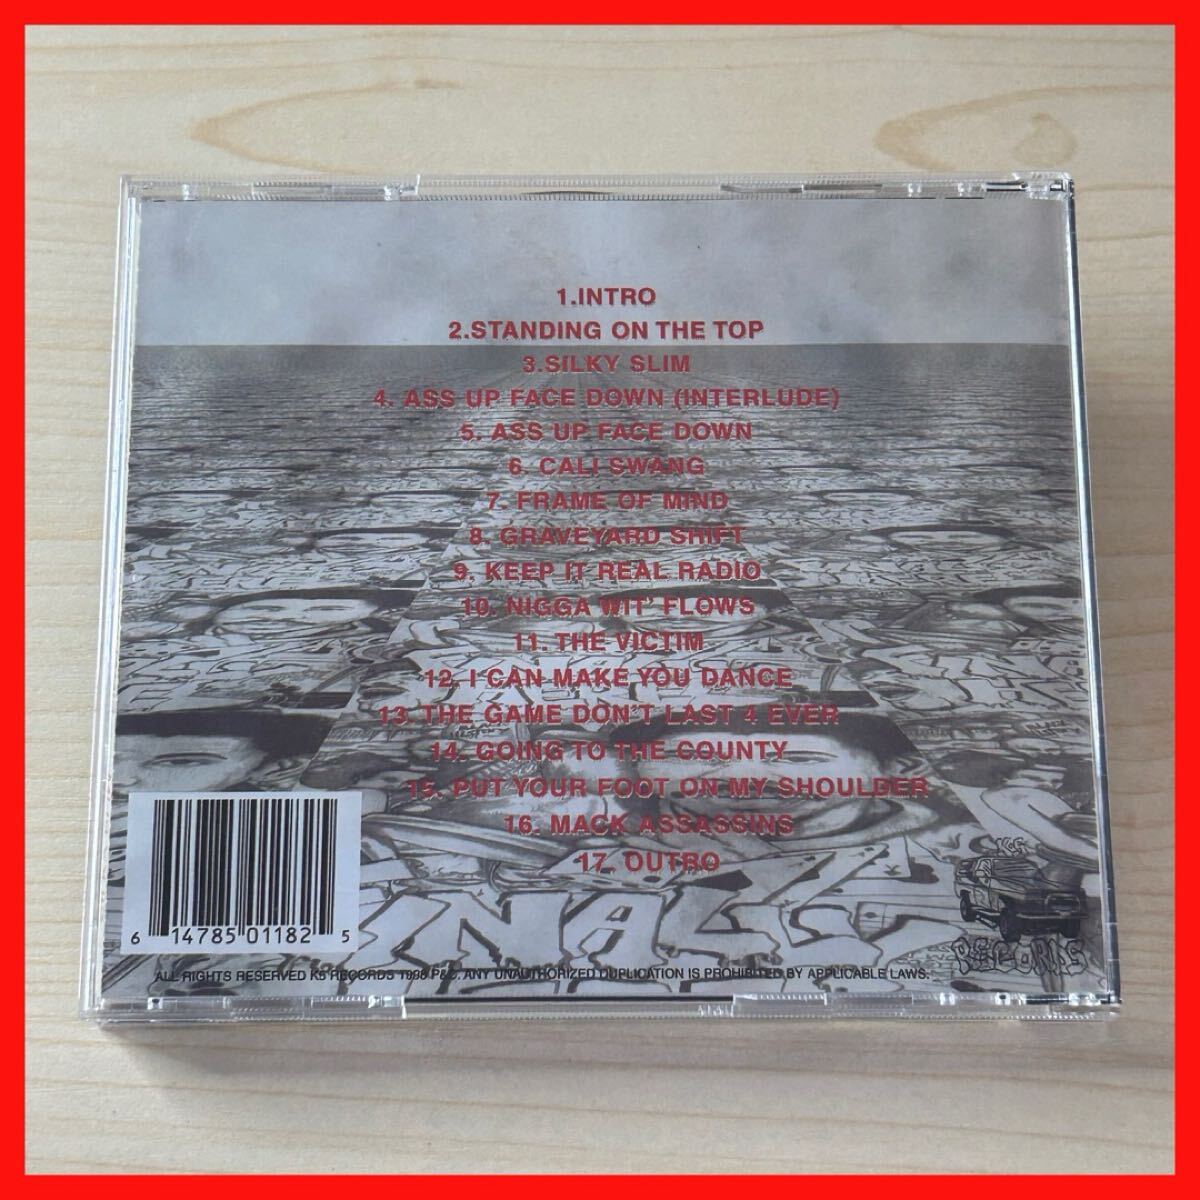 1.INTRO
2.STANDING ON THE TOP
3.SILKY SLIM
4. ASS UP FACE DOWN (INTERLUDE)
5. ASS UP FACE DOWN
6. CALI SWANG
7. FRAME OF MIND
8. GRAVEYARD SHIFT
9. KEEP IT REAL RADIO
10. NIGGA WIT' FLOWS
11. THE VICTIM
12. I CAN MAKE YOU DANCE
13. THE GAME DON'T LAST 4 EVER
14. GOING TO THE COUNTY
15. PUT YOUR FOOT ON MY SHOULDER
16. MACK ASSASSINS
17. OUTRO
6 14785 01182 5
RECORDS
ALL RIGHTS RESERVED K5 RECORDS 1998 P&C. ANY UNAUTHORIZED DUPLICATION IS PROHIBITED BY APPLICABLE LAWS.